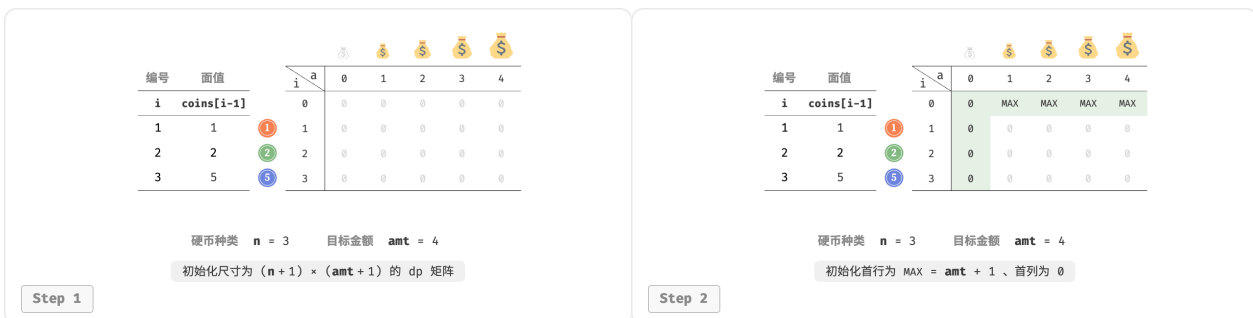 编号 面值
i coins[i-1]
1 1
2 2
3 5
1
2
5
$ $ $ $ $
i a 0 1 2 3 4
0 0 0 0 0 0
1 0 0 0 0 0
2 0 0 0 0 0
3 0 0 0 0 0
硬币种类 n = 3 目标金额 amt = 4
初始化尺寸为 (n + 1) × (amt + 1) 的 dp 矩阵
Step 1
编号 面值
i coins[i-1]
1 1
2 2
3 5
1
2
5
$ $ $ $ $
i a 0 1 2 3 4
0 0 MAX MAX MAX MAX
1 0 0 0 0 0
2 0 0 0 0 0
3 0 0 0 0 0
硬币种类 n = 3 目标金额 amt = 4
初始化首行为 MAX = amt + 1 、首列为 0
Step 2